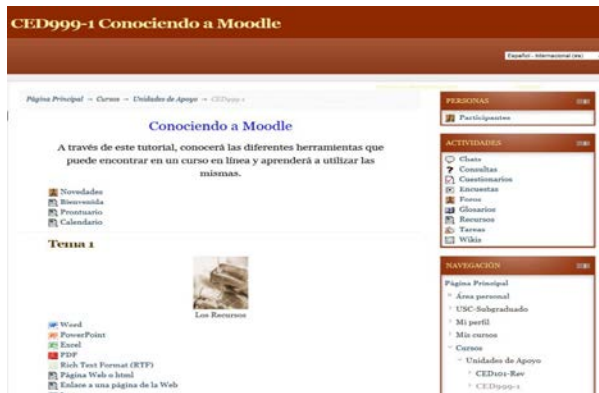 CED999-1 Conociendo a Moodle
Español - Internacional (es)
Página Principal → Cursos → Unidades de Apoyo → CED999-1
Conociendo a Moodle
A través de este tutorial, conocerá las diferentes herramientas que
puede encontrar en un curso en línea y aprenderá a utilizar las
mismas.
Novedades
Bienvenida
Prontuario
Calendario
Tema 1
Los Recursos
Word
PowerPoint
Excel
PDF
Rich Text Format (RTF)
Página Web o html
Enlace a una página de la Web
PERSONAS
Participantes
ACTIVIDADES
Chats
Consultas
Cuestionarios
Encuestas
Foros
Glosarios
Recursos
Tareas
Wikis
NAVEGACIÓN
Página Principal
Área personal
USC-Subgraduado
Mi perfil
Mis cursos
Cursos
Unidades de Apoyo
CED101-Rev
CED999-1